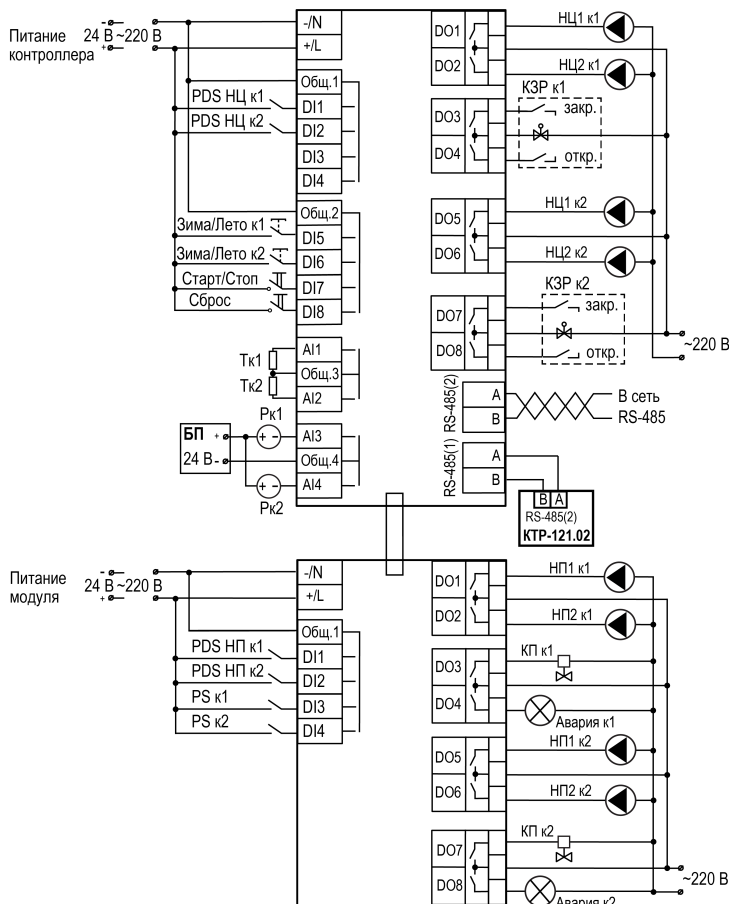 Питание
контроллера
- 
24 В ~220 В
+
-/N
+/L
Общ.1
PDS НЦ к1
DI1
PDS НЦ к2
DI2
DI3
DI4
Общ.2
Зима/Лето к1
DI5
Зима/Лето к2
DI6
Старт/Стоп
DI7
Сброс
DI8
Тк1
AI1
Общ.3
Тк2
AI2
Рк1
БП +
24 В -
+ -
AI3
Общ.4
+ -
AI4
Рк2
DO1
НЦ1 к1
DO2
НЦ2 к1
КЗР к1
DO3
закр.
DO4
откр.
DO5
НЦ1 к2
DO6
НЦ2 к2
КЗР к2
DO7
закр.
DO8
откр.
~220 В
RS-485(2)
A
B
В сеть
RS-485
RS-485(1)
A
B
B A
RS-485(2)
КТР-121.02
Питание
модуля
-
24 В ~220 В
+
-/N
+/L
Общ.1
PDS НП к1
DI1
PDS НП к2
DI2
PS к1
DI3
PS к2
DI4
DO1
НП1 к1
DO2
НП2 к1
DO3
КП к1
DO4
Авария к1
DO5
НП1 к2
DO6
НП2 к2
DO7
КП к2
DO8
~220 В
Авария к2